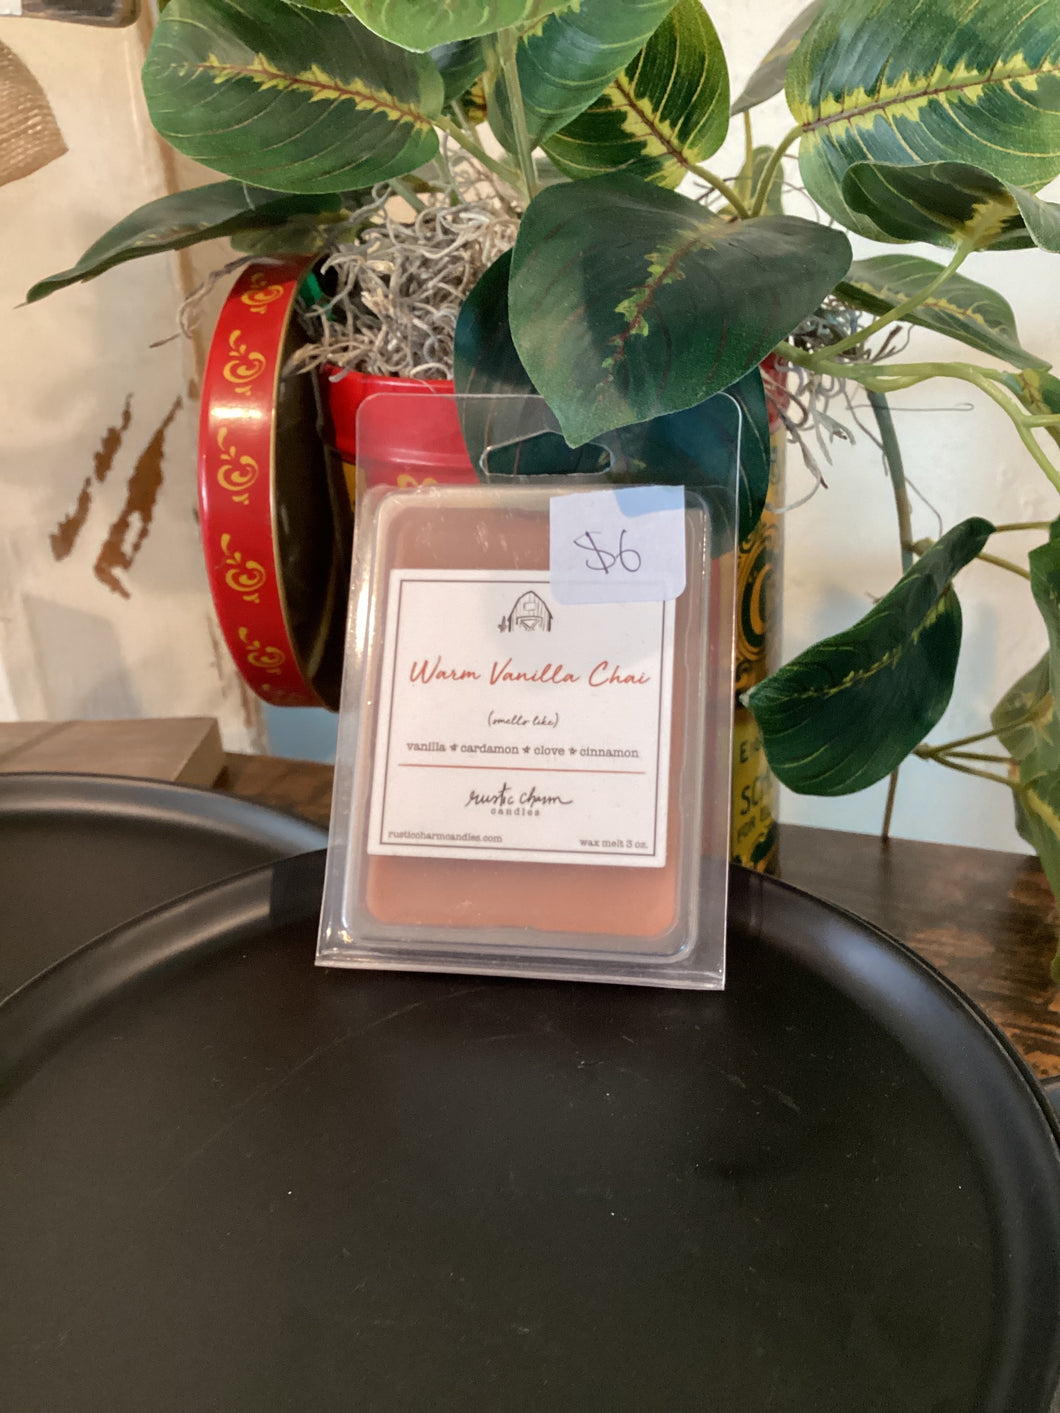 $6
Warm Vanilla Chai
(smells like)
vanilla ★ cardamon ★ clove ★ cinnamon
rustic charm
candles
rusticcharmcandles.com wax melt 3 oz.